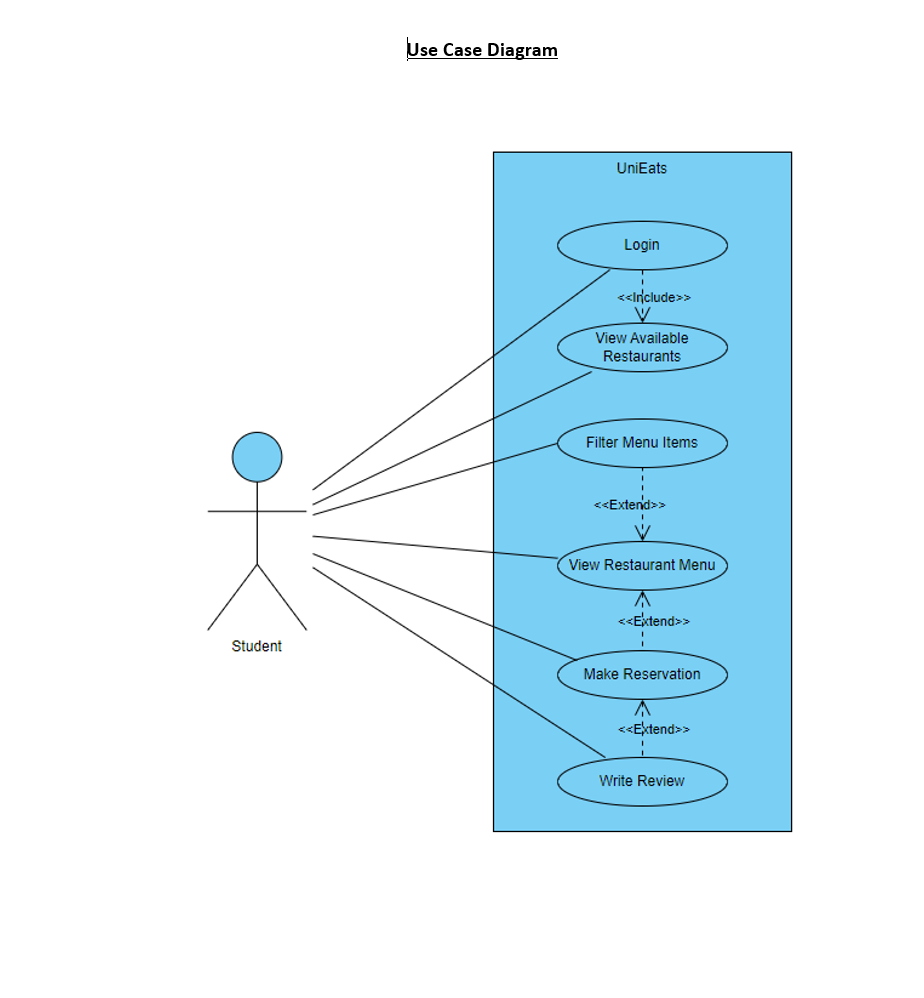 Use Case Diagram
UniEats
Login
<<Include>>
View Available
Restaurants
Filter Menu Items
<<Extend>>
View Restaurant Menu
<<Extend>>
Make Reservation
<<Extend>>
Write Review
Student